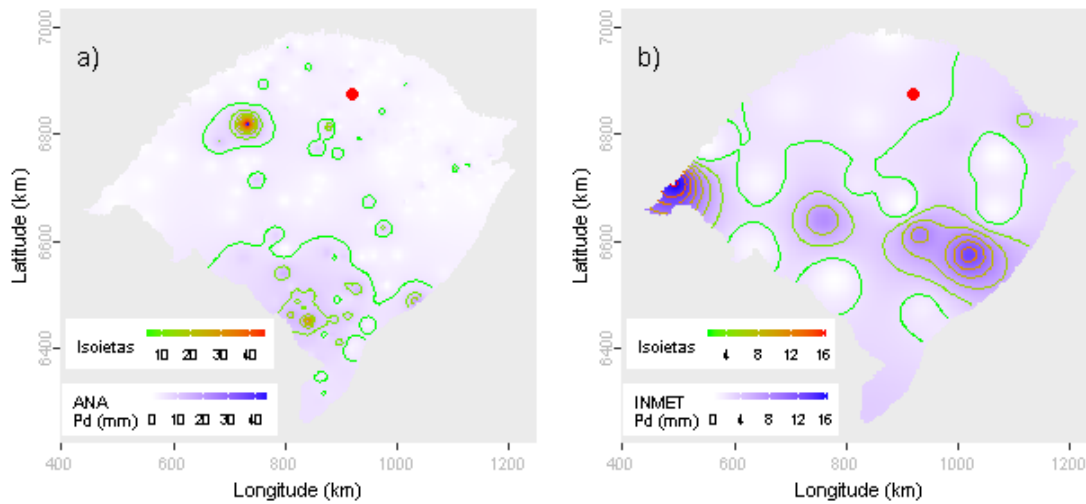 a)
7000
6800
6600
6400
Latitude (km)
Isoietas
10 20 30 40
ANA
Pd (mm) 0 10 20 30 40
400 600 800 1000 1200
Longitude (km)
b)
7000
6800
6600
6400
Latitude (km)
Isoietas
4 8 12 16
INMET
Pd (mm) 0 4 8 12 16
400 600 800 1000 1200
Longitude (km)